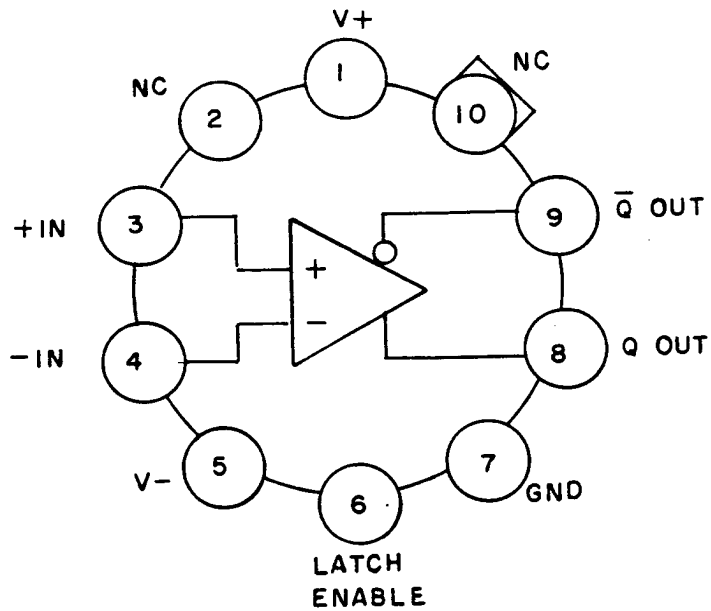 V+
1
NC
2
10
NC
+IN
3
+
9
Q̅ OUT
-IN
4
−
8
Q OUT
V-
5
6
7
GND
LATCH
ENABLE